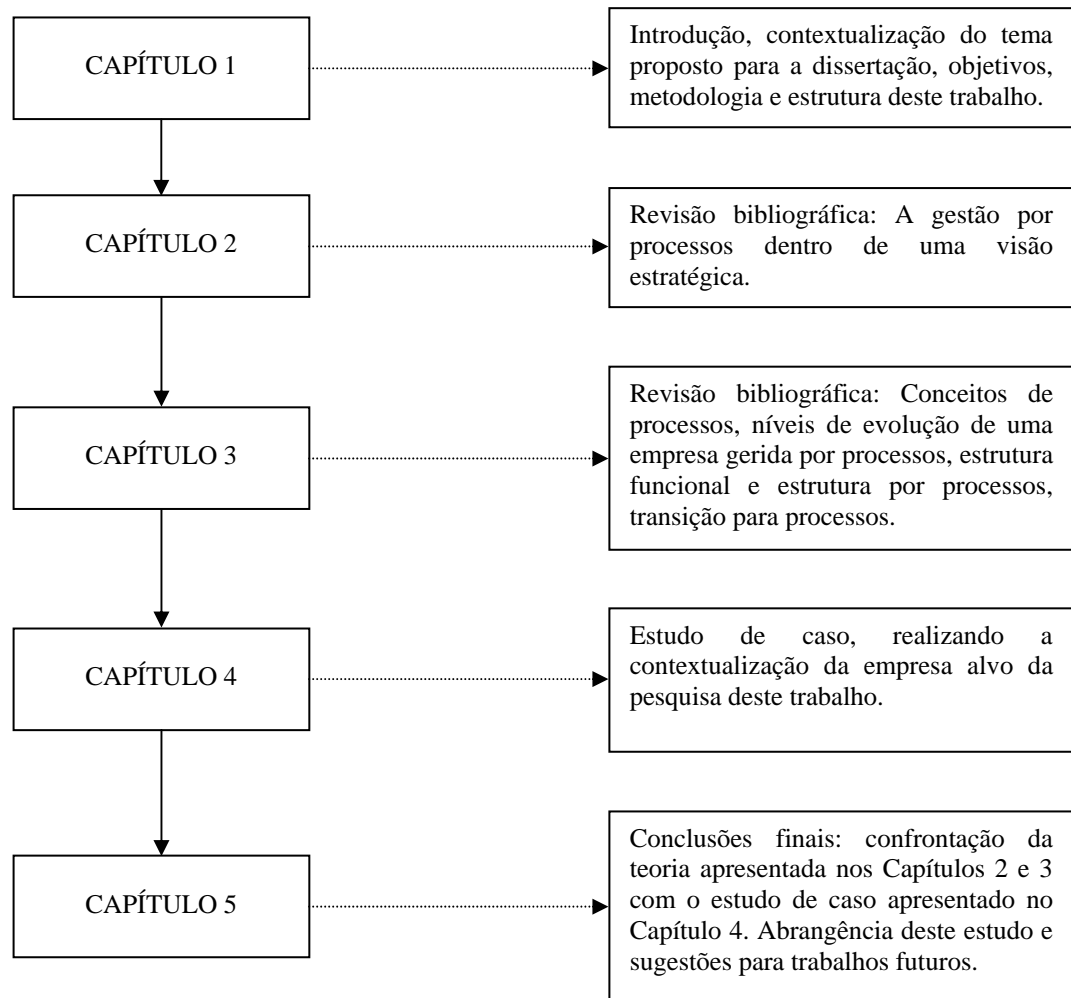 CAPÍTULO 1
Introdução, contextualização do tema
proposto para a dissertação, objetivos,
metodologia e estrutura deste trabalho.
CAPÍTULO 2
Revisão bibliográfica: A gestão por
processos dentro de uma visão
estratégica.
CAPÍTULO 3
Revisão bibliográfica: Conceitos de
processos, níveis de evolução de uma
empresa gerida por processos, estrutura
funcional e estrutura por processos,
transição para processos.
CAPÍTULO 4
Estudo de caso, realizando a
contextualização da empresa alvo da
pesquisa deste trabalho.
CAPÍTULO 5
Conclusões finais: confrontação da
teoria apresentada nos Capítulos 2 e 3
com o estudo de caso apresentado no
Capítulo 4. Abrangência deste estudo e
sugestões para trabalhos futuros.